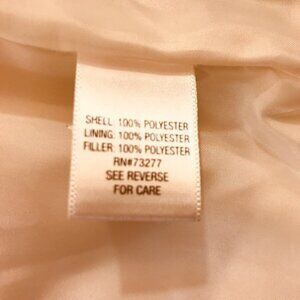 SHELL: 100% POLYESTER
LINING: 100% POLYESTER
FILLER: 100% POLYESTER
RN#73277
SEE REVERSE
FOR CARE